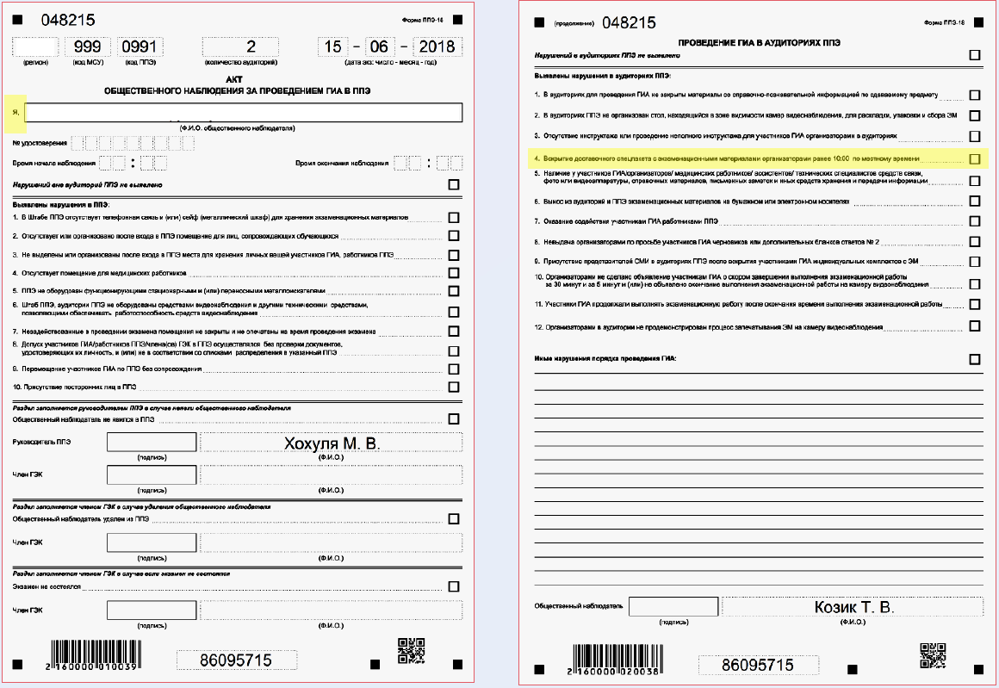 048215
Форма ППЭ-18
999 0991 2 15 - 06 - 2018
(регион) (код МСУ) (код ППЭ) (количество аудиторий) (дата экз: число - месяц - год)
АКТ
ОБЩЕСТВЕННОГО НАБЛЮДЕНИЯ ЗА ПРОВЕДЕНИЕМ ГИА В ППЭ
Я,
(Ф.И.О. общественного наблюдателя)
№ удостоверения
Время начала наблюдения : Время окончания наблюдения :
Нарушений вне аудиторий ППЭ не выявлено
Выявлены нарушения в ППЭ:
1. В Штабе ППЭ отсутствует телефонная связь и (или) сейф (металлический шкаф) для хранения экзаменационных материалов
2. Отсутствует или организовано после входа в ППЭ помещение для лиц, сопровождающих обучающихся
3. Не выделены или организованы после входа в ППЭ места для хранения личных вещей участников ГИА, работников ППЭ
4. Отсутствует помещение для медицинских работников
5. ППЭ не оборудован функционирующими стационарными и (или) переносными металлоискателями
6. Штаб ППЭ, аудитории ППЭ не оборудованы средствами видеонаблюдения и другими техническими средствами,
позволяющими обеспечивать работоспособность средств видеонаблюдения
7. Незадействованные в проведении экзамена помещения не закрыты и не опечатаны на время проведения экзамена
8. Допуск участников ГИА/работников ППЭ/члена(ов) ГЭК в ППЭ осуществлялся без проверки документов,
удостоверяющих их личность, и (или) не в соответствии со списками распределения в указанный ППЭ
9. Перемещение участников ГИА по ППЭ без сопровождения
10. Присутствие посторонних лиц в ППЭ
Раздел заполняется руководителем ППЭ в случае неявки общественного наблюдателя
Общественный наблюдатель не явился в ППЭ
Руководитель ППЭ Хохуля М. В.
(подпись) (Ф.И.О.)
Член ГЭК
(подпись) (Ф.И.О.)
Раздел заполняется членом ГЭК в случае удаления общественного наблюдателя
Общественный наблюдатель удален из ППЭ
Член ГЭК
(подпись) (Ф.И.О.)
Раздел заполняется членом ГЭК в случае если экзамен не состоялся
Экзамен не состоялся
Член ГЭК
(подпись) (Ф.И.О.)
2 160000 010039
86095715
(продолжение) 048215
Форма ППЭ-18
ПРОВЕДЕНИЕ ГИА В АУДИТОРИЯХ ППЭ
Нарушений в аудиториях ППЭ не выявлено
Выявлены нарушения в аудиториях ППЭ:
1. В аудиториях для проведения ГИА не закрыты материалы со справочно-познавательной информацией по сдаваемому предмету
2. В аудиториях ППЭ не организован стол, находящийся в зоне видимости камер видеонаблюдения, для раскладки, упаковки и сбора ЭМ
3. Отсутствие инструктажа или проведение неполного инструктажа для участников ГИА организаторами в аудиториях
4. Вскрытие доставочного спецпакета с экзаменационными материалами организаторами ранее 10:00 по местному времени
5. Наличие у участников ГИА/организаторов/ медицинских работников/ ассистентов/ технических специалистов средств связи,
фото или видеоаппаратуры, справочных материалов, письменных заметок и иных средств хранения и передачи информации
6. Вынос из аудиторий и ППЭ экзаменационных материалов на бумажном или электронном носителях
7. Оказание содействия участникам ГИА работниками ППЭ
8. Невыдача организаторами по просьбе участников ГИА черновиков или дополнительных бланков ответов № 2
9. Присутствие представителей СМИ в аудиториях ППЭ после вскрытия участниками ГИА индивидуальных комплектов с ЭМ
10. Организаторами не сделано объявление участникам ГИА о скором завершении выполнения экзаменационной работы
за 30 минут и за 5 минут и (или) не объявлено окончание выполнения экзаменационной работы на камеру видеонаблюдения
11. Участники ГИА продолжали выполнять экзаменационную работу после окончания времени выполнения экзаменационной работы
12. Организаторами в аудитории не продемонстрирован процесс запечатывания ЭМ на камеру видеонаблюдения
Иные нарушения порядка проведения ГИА:
Общественный наблюдатель Козик Т. В.
(подпись) (Ф.И.О.)
2 160000 020038
86095715